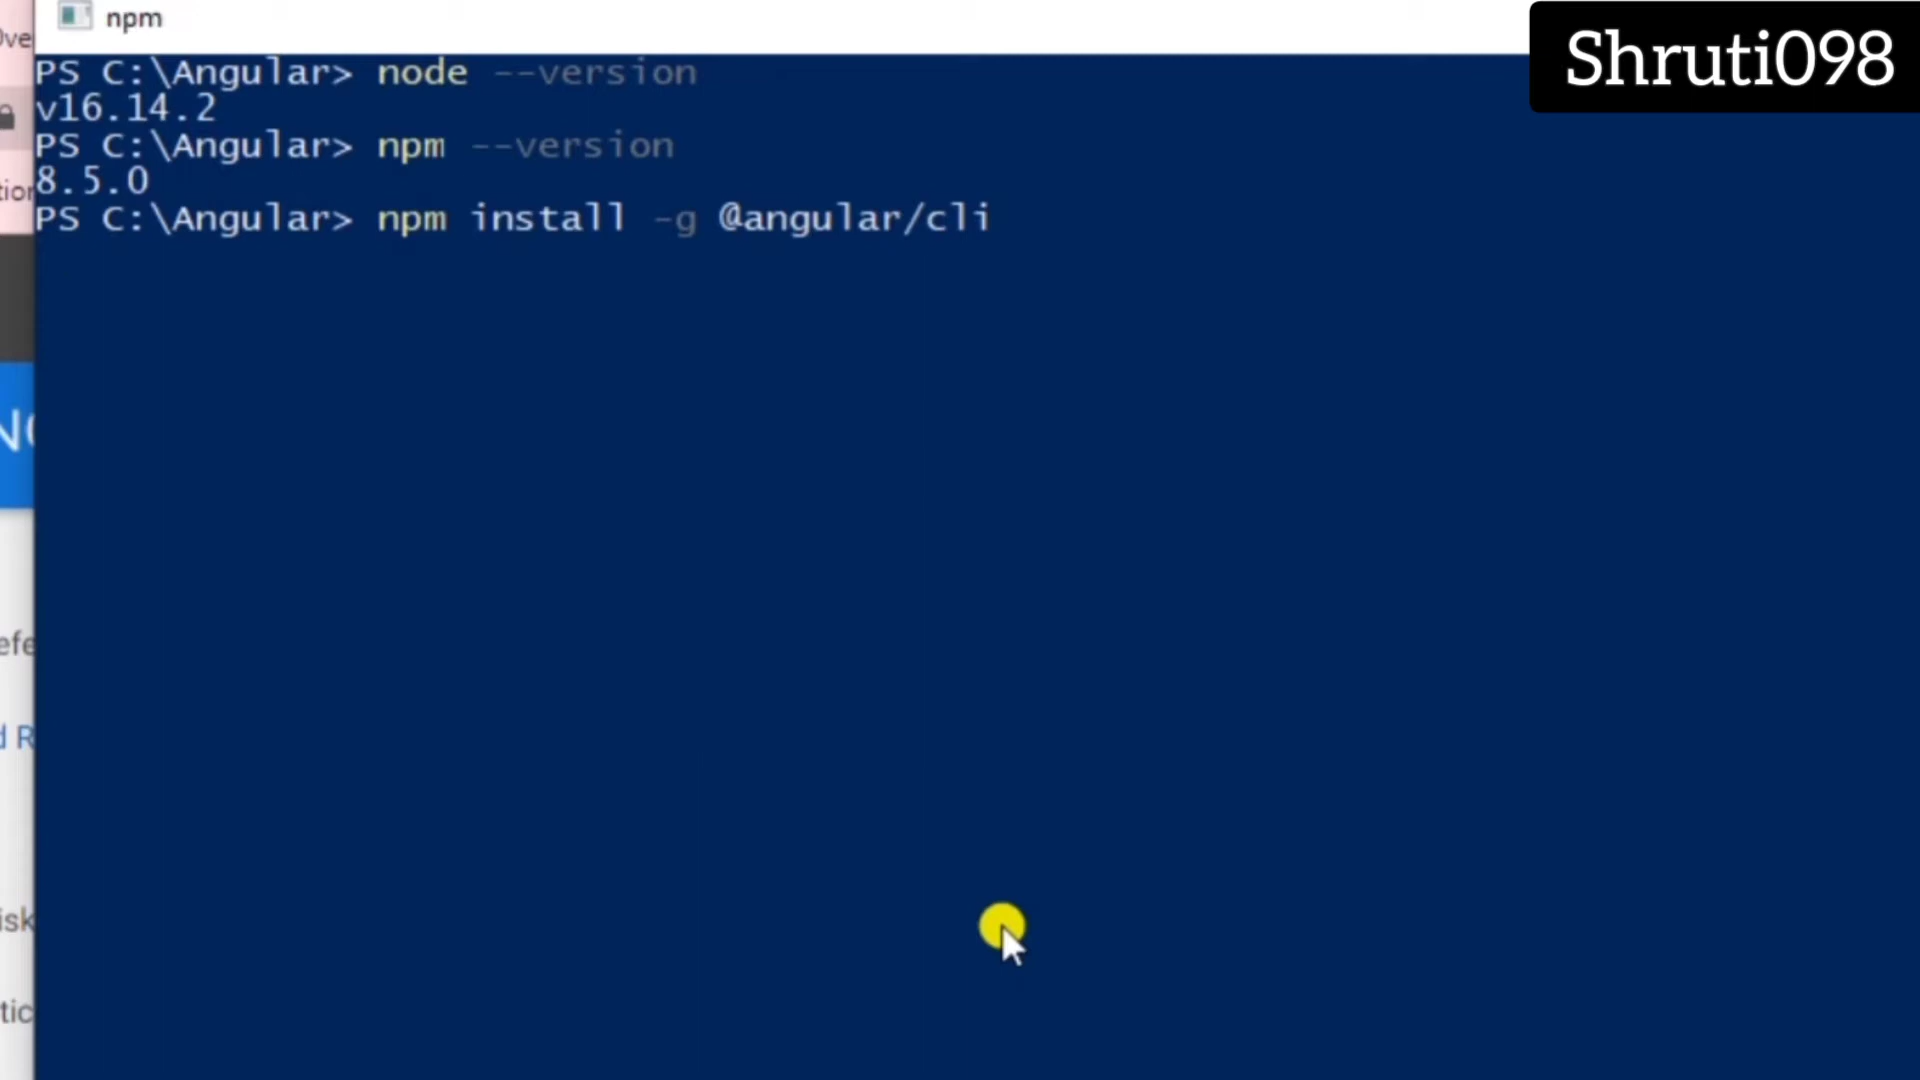 npm
Shruti098
PS C:\Angular> node --version
v16.14.2
PS C:\Angular> npm --version
8.5.0
PS C:\Angular> npm install -g @angular/cli